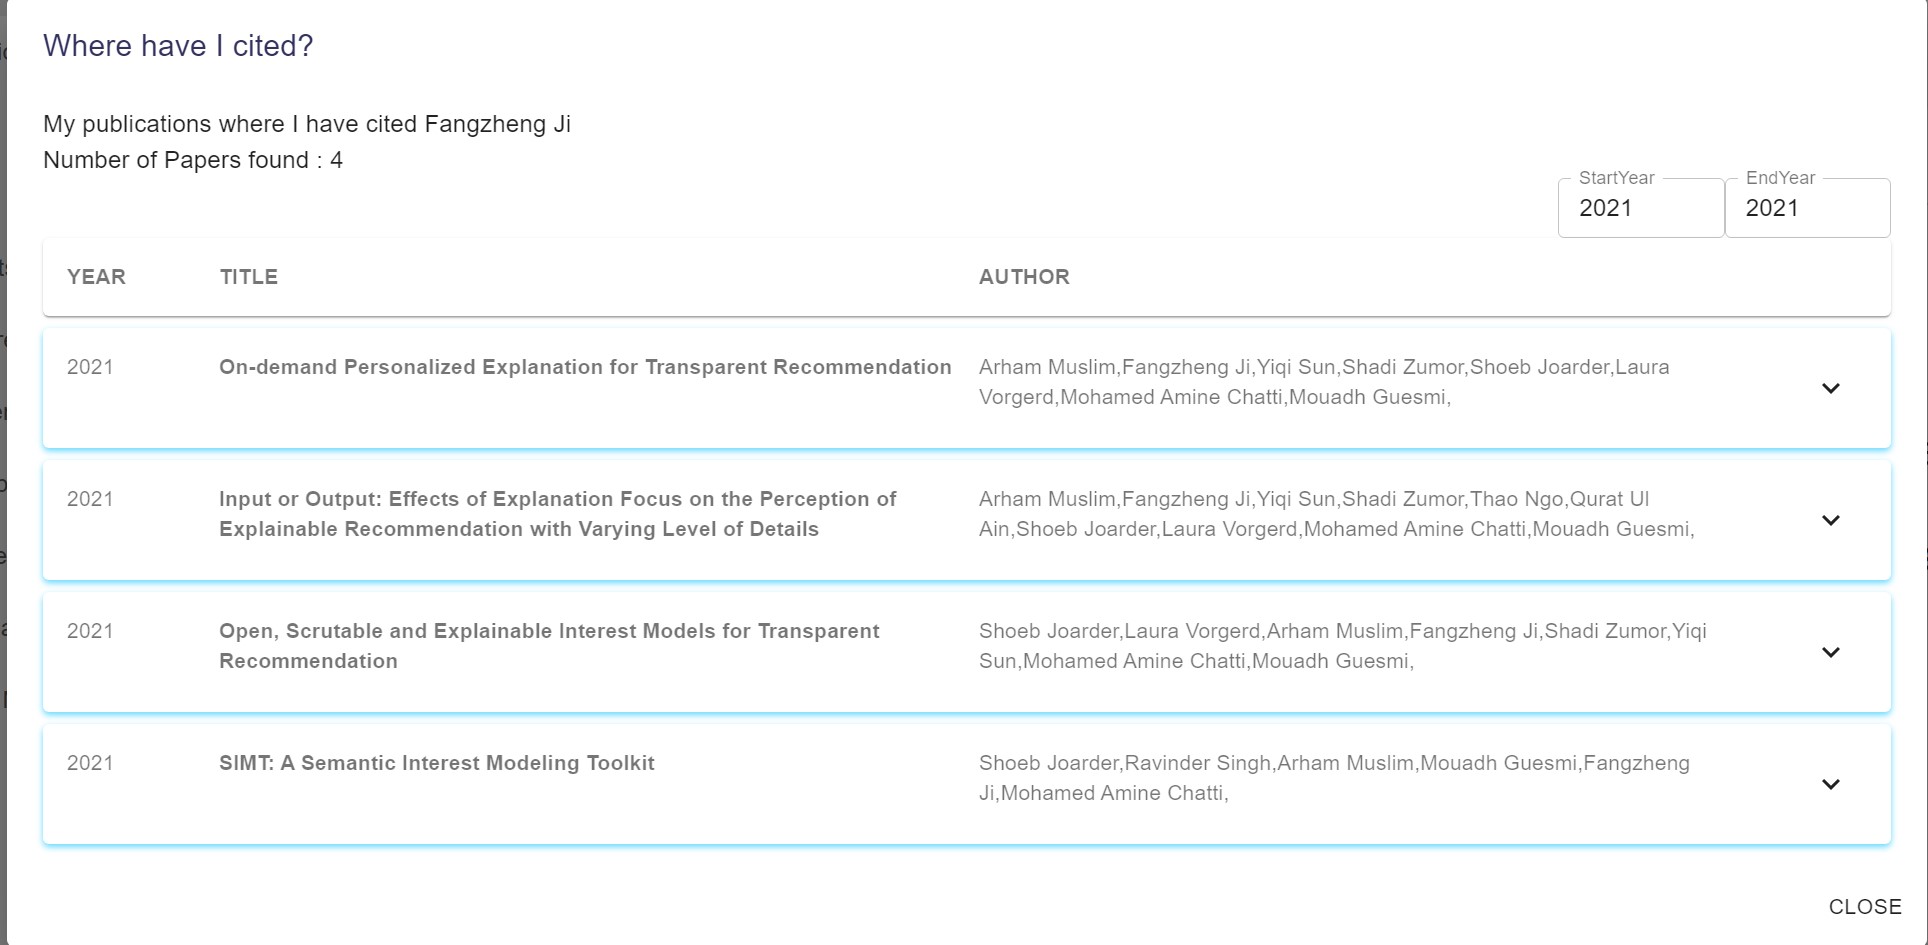 Where have I cited?
My publications where I have cited Fangzheng Ji
Number of Papers found : 4
StartYear
2021
EndYear
2021
YEAR
TITLE
AUTHOR
2021
On-demand Personalized Explanation for Transparent Recommendation
Arham Muslim,Fangzheng Ji,Yiqi Sun,Shadi Zumor,Shoeb Joarder,Laura
Vorgerd,Mohamed Amine Chatti,Mouadh Guesmi,
2021
Input or Output: Effects of Explanation Focus on the Perception of
Explainable Recommendation with Varying Level of Details
Arham Muslim,Fangzheng Ji,Yiqi Sun,Shadi Zumor,Thao Ngo,Qurat Ul
Ain,Shoeb Joarder,Laura Vorgerd,Mohamed Amine Chatti,Mouadh Guesmi,
2021
Open, Scrutable and Explainable Interest Models for Transparent
Recommendation
Shoeb Joarder,Laura Vorgerd,Arham Muslim,Fangzheng Ji,Shadi Zumor,Yiqi
Sun,Mohamed Amine Chatti,Mouadh Guesmi,
2021
SIMT: A Semantic Interest Modeling Toolkit
Shoeb Joarder,Ravinder Singh,Arham Muslim,Mouadh Guesmi,Fangzheng
Ji,Mohamed Amine Chatti,
CLOSE